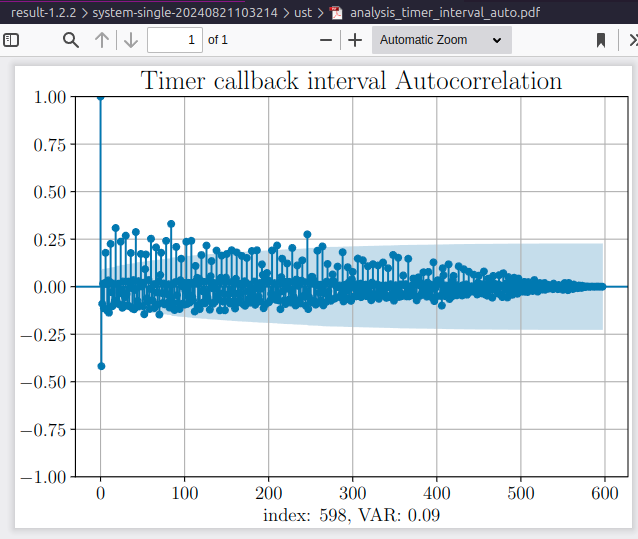 result-1.2.2 > system-single-20240821103214 > ust > analysis_timer_interval_auto.pdf
1 of 1 Automatic Zoom
Timer callback interval Autocorrelation
1.00
0.75
0.50
0.25
0.00
−0.25
−0.50
−0.75
−1.00
0 100 200 300 400 500 600
index: 598, VAR: 0.09